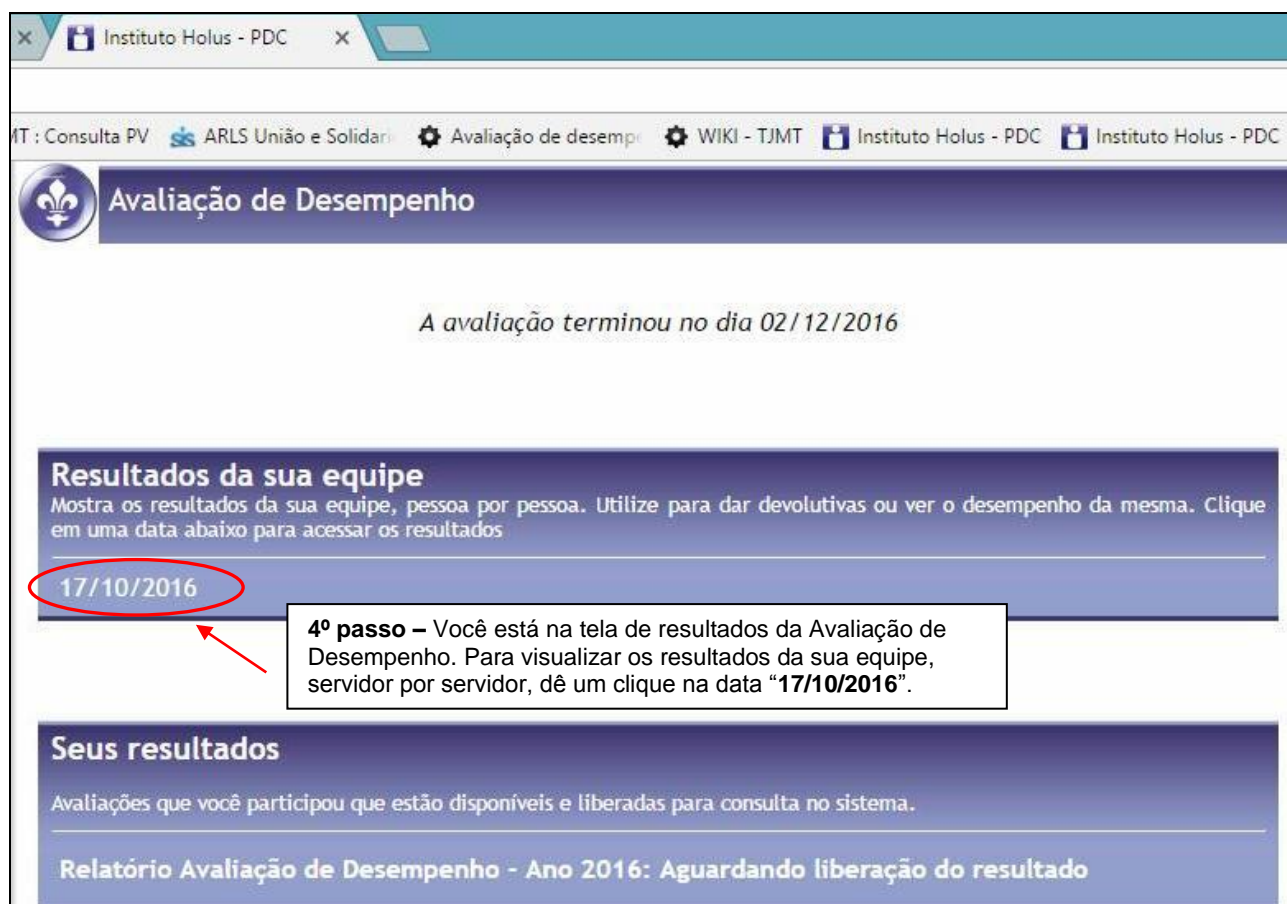 Instituto Holus - PDC
MT : Consulta PV ARLS União e Solidari Avaliação de desempe WIKI - TJMT Instituto Holus - PDC Instituto Holus - PDC
Avaliação de Desempenho
A avaliação terminou no dia 02/12/2016
Resultados da sua equipe
Mostra os resultados da sua equipe, pessoa por pessoa. Utilize para dar devolutivas ou ver o desempenho da mesma. Clique
em uma data abaixo para acessar os resultados
17/10/2016
4º passo – Você está na tela de resultados da Avaliação de
Desempenho. Para visualizar os resultados da sua equipe,
servidor por servidor, dê um clique na data “17/10/2016”.
Seus resultados
Avaliações que você participou que estão disponíveis e liberadas para consulta no sistema.
Relatório Avaliação de Desempenho - Ano 2016: Aguardando liberação do resultado